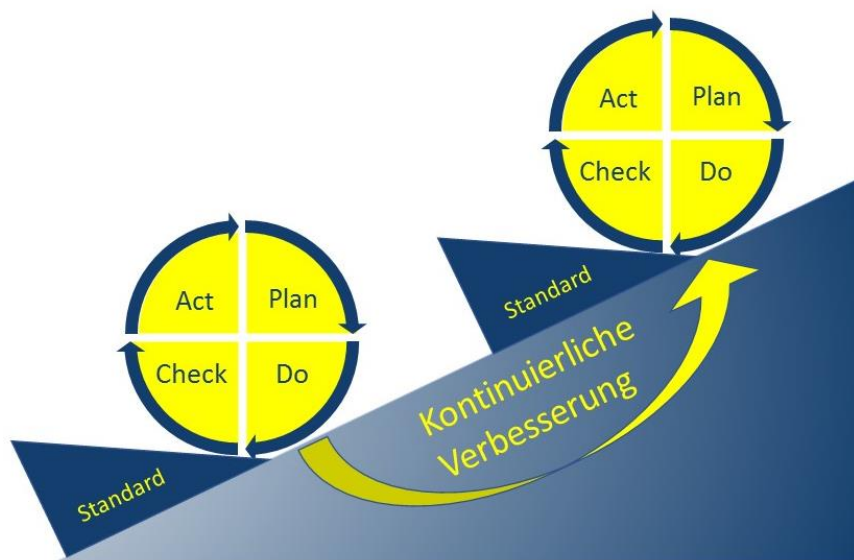 Act
Plan
Check
Do
Standard
Act
Plan
Check
Do
Standard
Kontinuierliche
Verbesserung